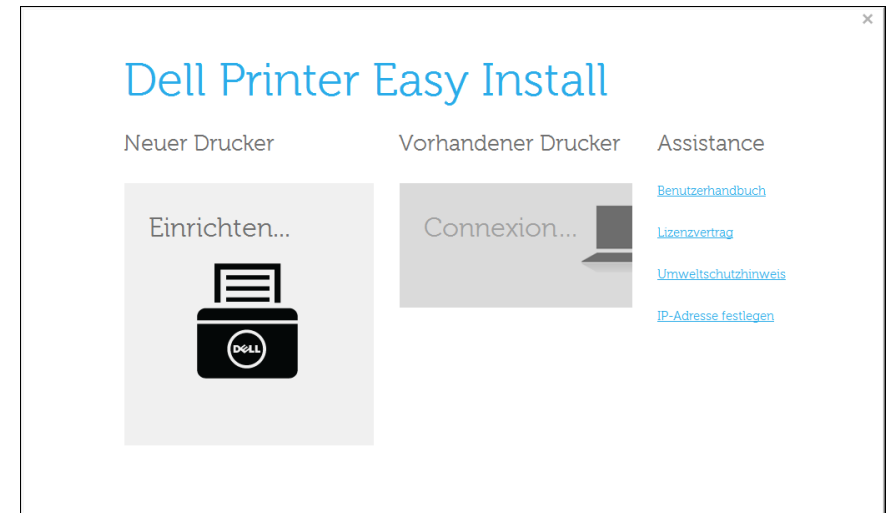 ×
Dell Printer Easy Install
Neuer Drucker
Vorhandener Drucker
Assistance
Einrichten...
DELL
Connexion...
Benutzerhandbuch
Lizenzvertrag
Umweltschutzhinweis
IP-Adresse festlegen